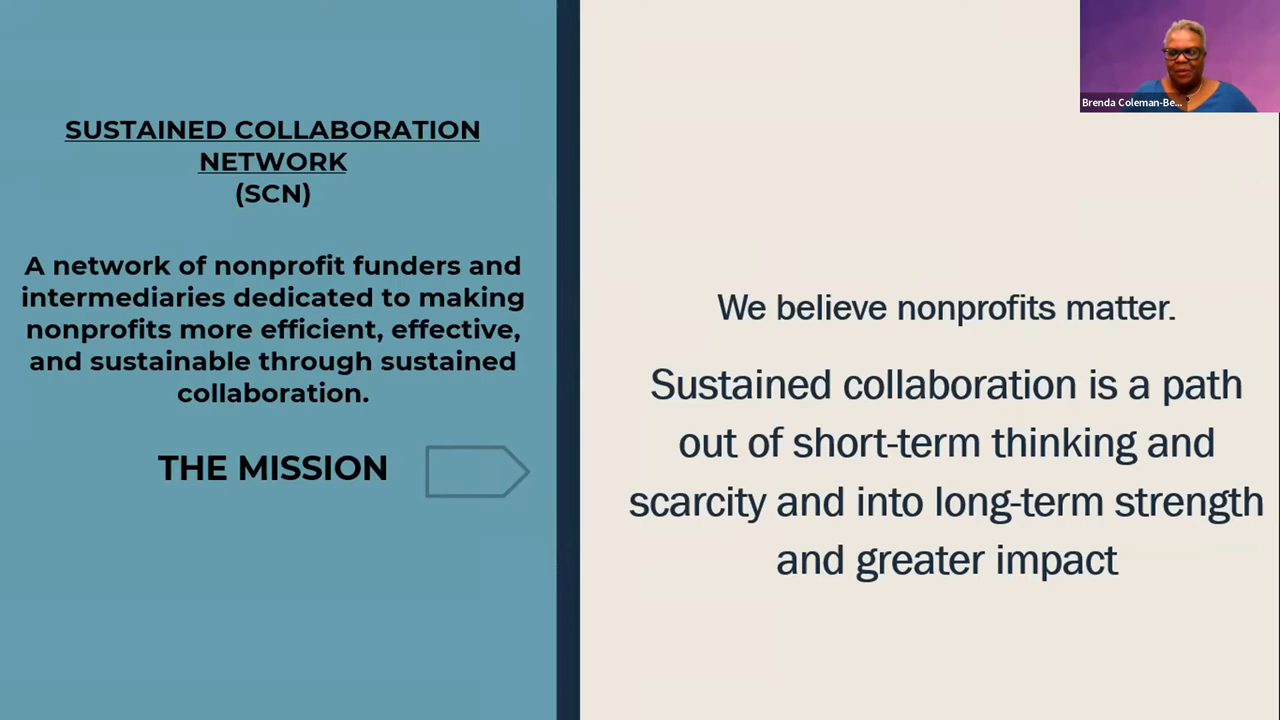 SUSTAINED COLLABORATION
NETWORK
(SCN)
A network of nonprofit funders and
intermediaries dedicated to making
nonprofits more efficient, effective,
and sustainable through sustained
collaboration.
THE MISSION
We believe nonprofits matter.
Sustained collaboration is a path
out of short-term thinking and
scarcity and into long-term strength
and greater impact
Brenda Coleman-Be...